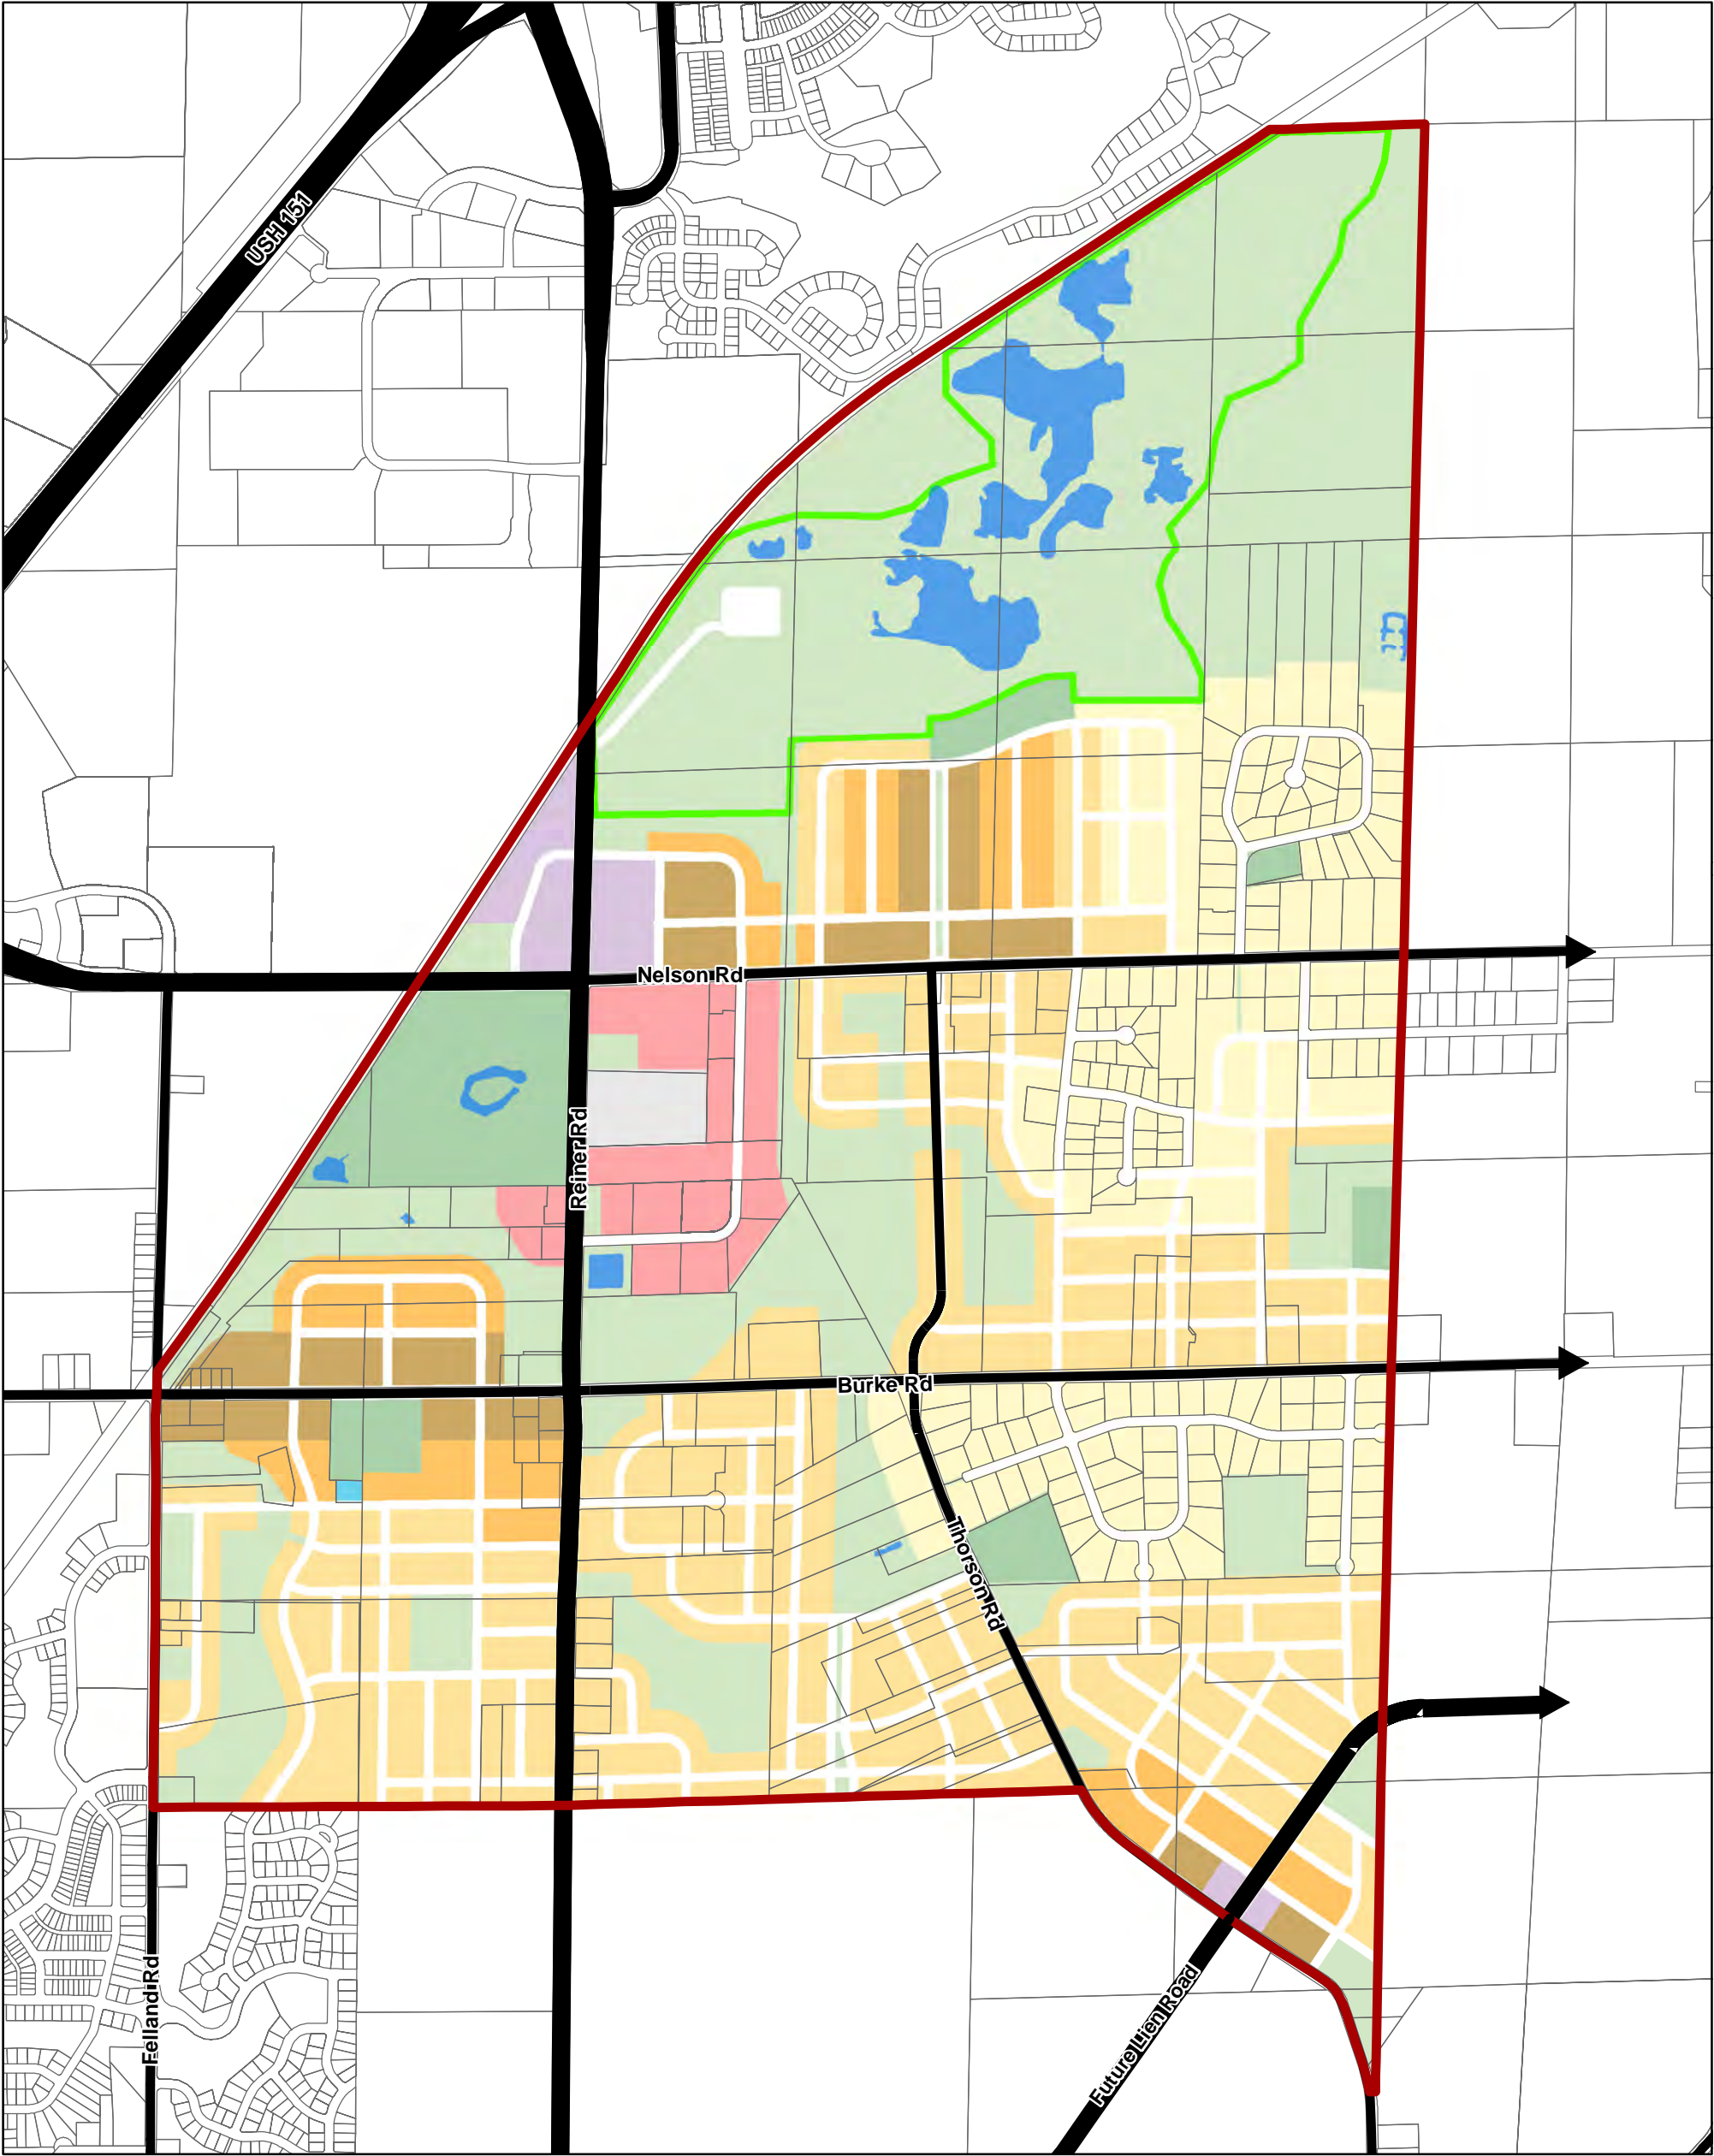 USH 151
Nelson Rd
Reiner Rd
Burke Rd
Thorson Rd
Felland Rd
Future Lien Road